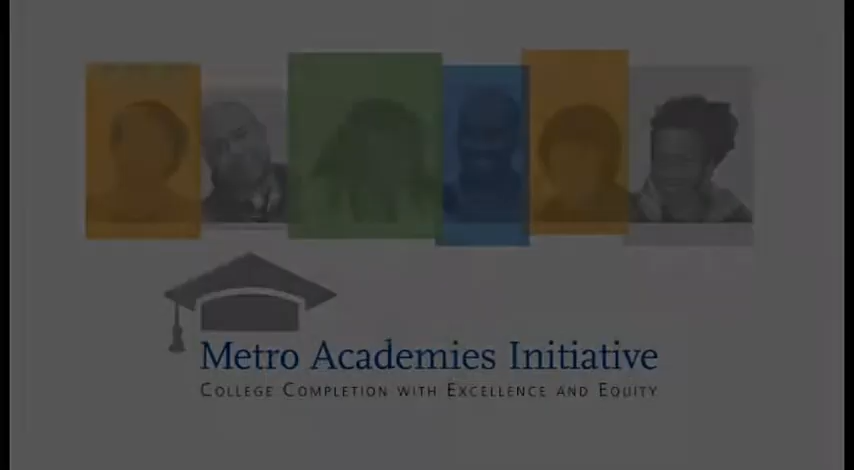 Metro Academies Initiative
College Completion with Excellence and Equity